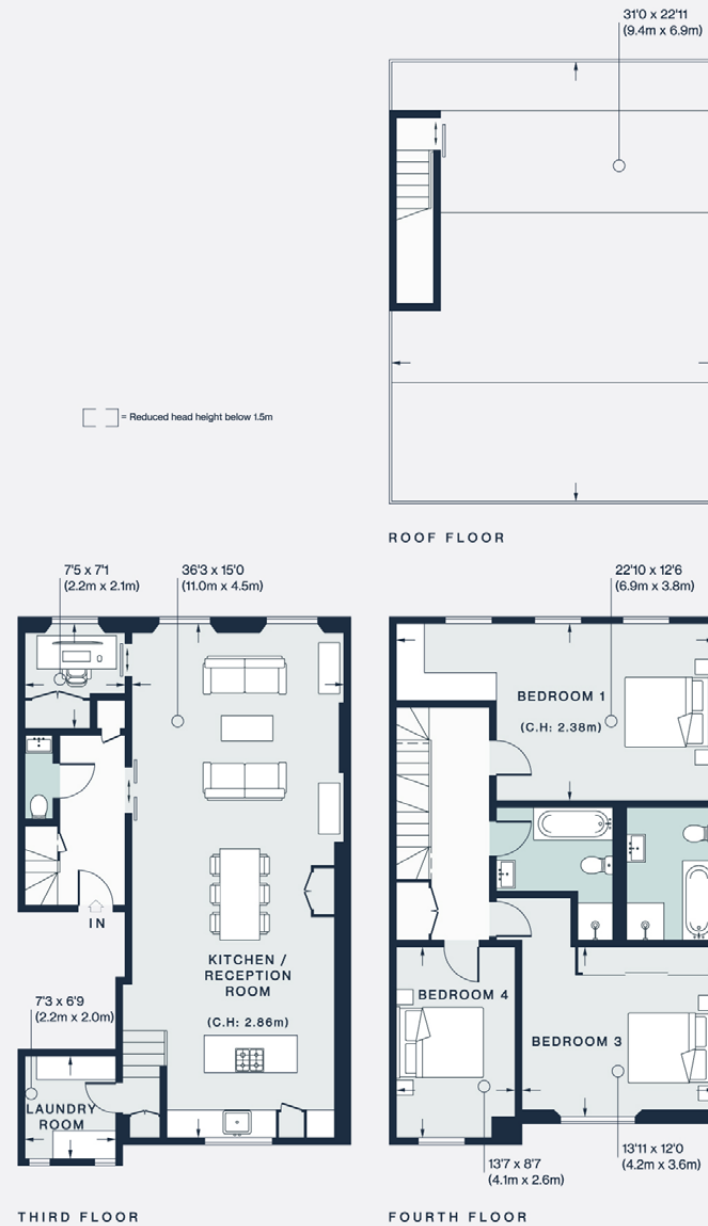 31'0 x 22'11
(9.4m x 6.9m)
= Reduced head height below 1.5m
ROOF FLOOR
7'5 x 7'1
(2.2m x 2.1m)
36'3 x 15'0
(11.0m x 4.5m)
22'10 x 12'6
(6.9m x 3.8m)
BEDROOM 1
(C.H: 2.38m)
IN
KITCHEN /
RECEPTION
ROOM
(C.H: 2.86m)
7'3 x 6'9
(2.2m x 2.0m)
BEDROOM 4
BEDROOM 3
LAUNDRY
ROOM
13'7 x 8'7
(4.1m x 2.6m)
13'11 x 12'0
(4.2m x 3.6m)
THIRD FLOOR
FOURTH FLOOR